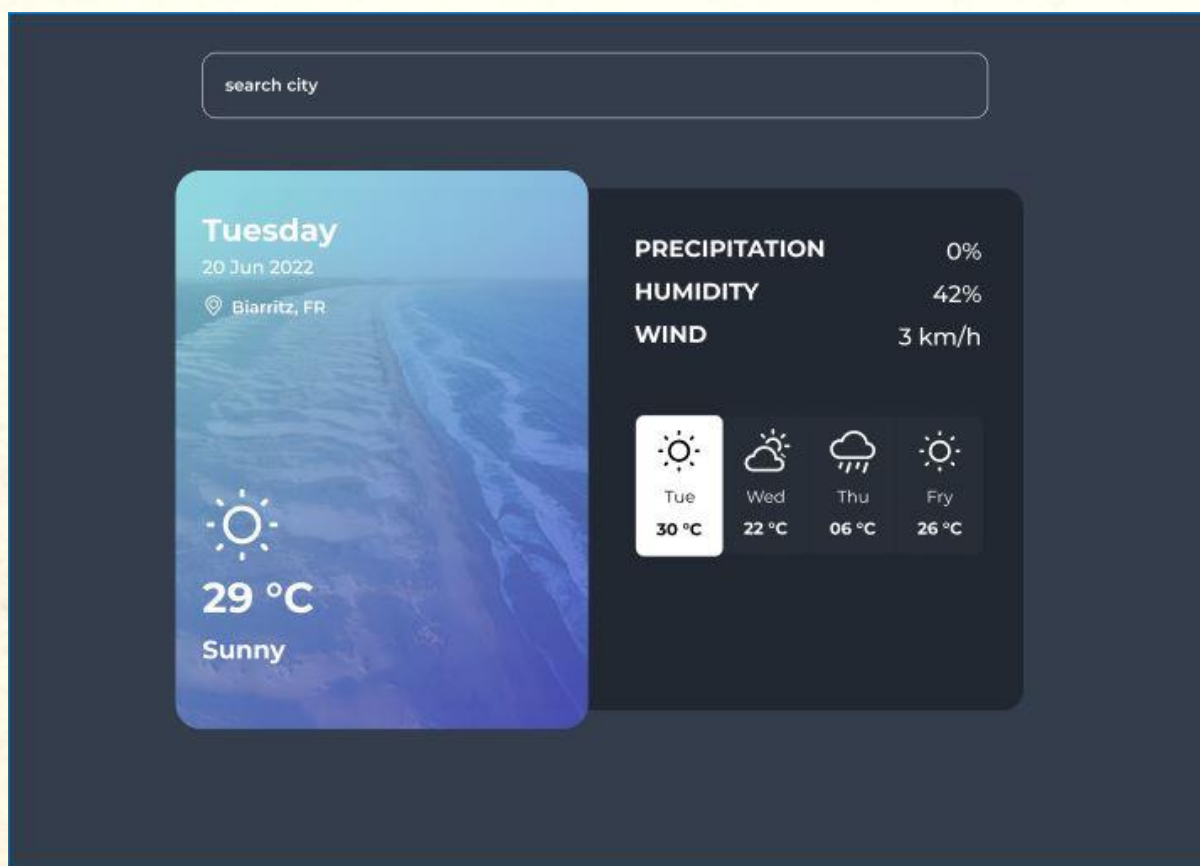 search city
Tuesday
20 Jun 2022
Biarritz, FR
29 °C
Sunny
PRECIPITATION 0%
HUMIDITY 42%
WIND 3 km/h
Tue Wed Thu Fry
30 °C 22 °C 06 °C 26 °C